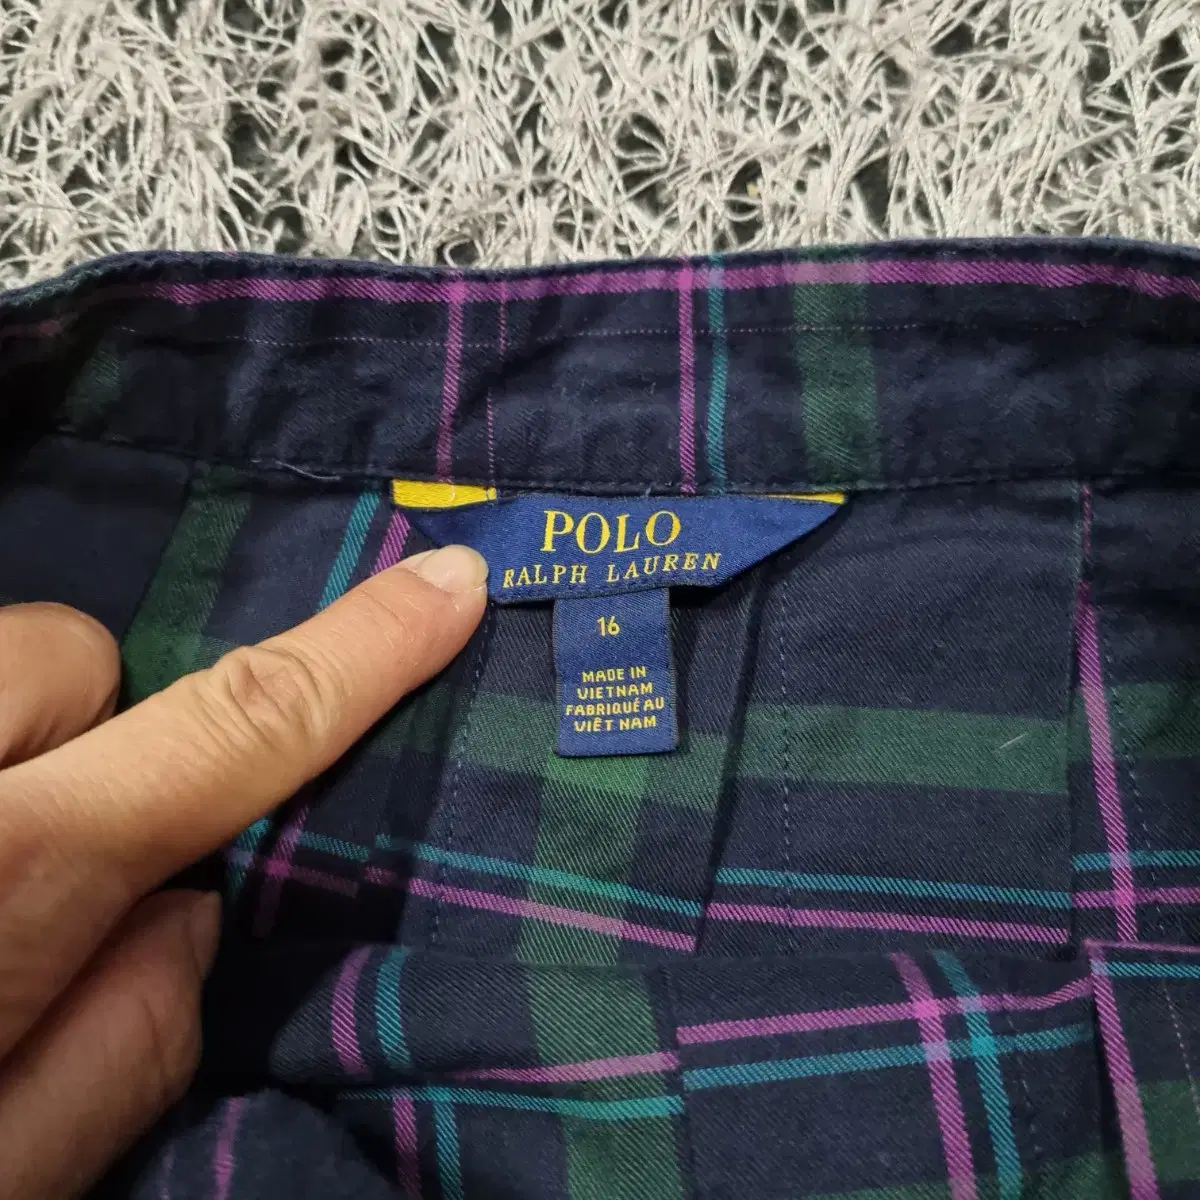 POLO
RALPH LAUREN
16
MADE IN
VIETNAM
FABRIQUÉ AU
VIÊT NAM